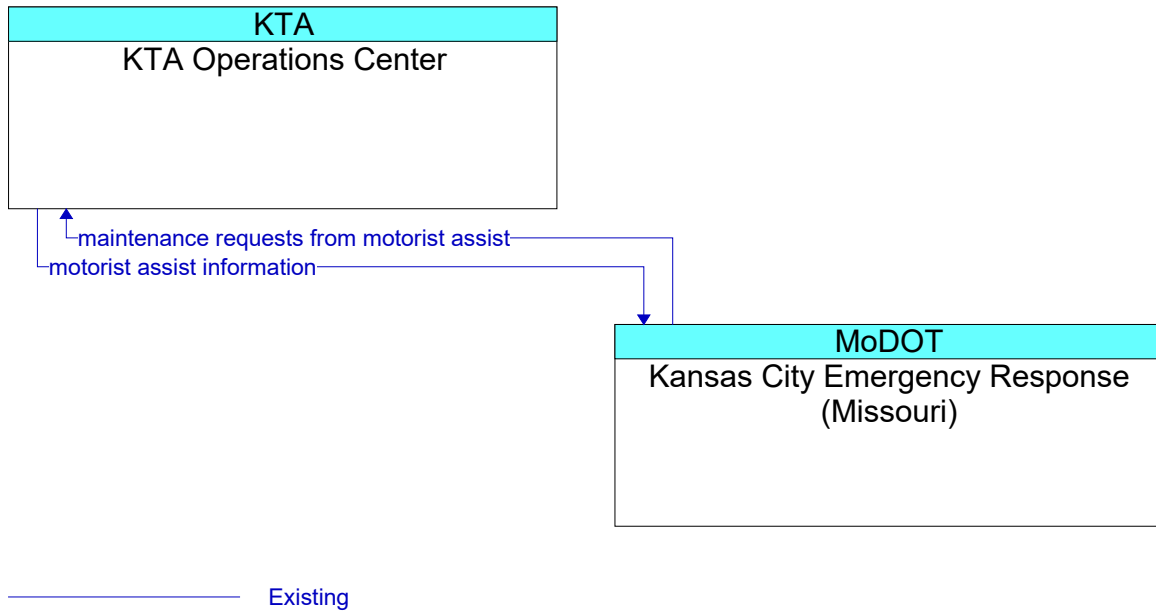 KTA
KTA Operations Center
maintenance requests from motorist assist
motorist assist information
MoDOT
Kansas City Emergency Response
(Missouri)
Existing